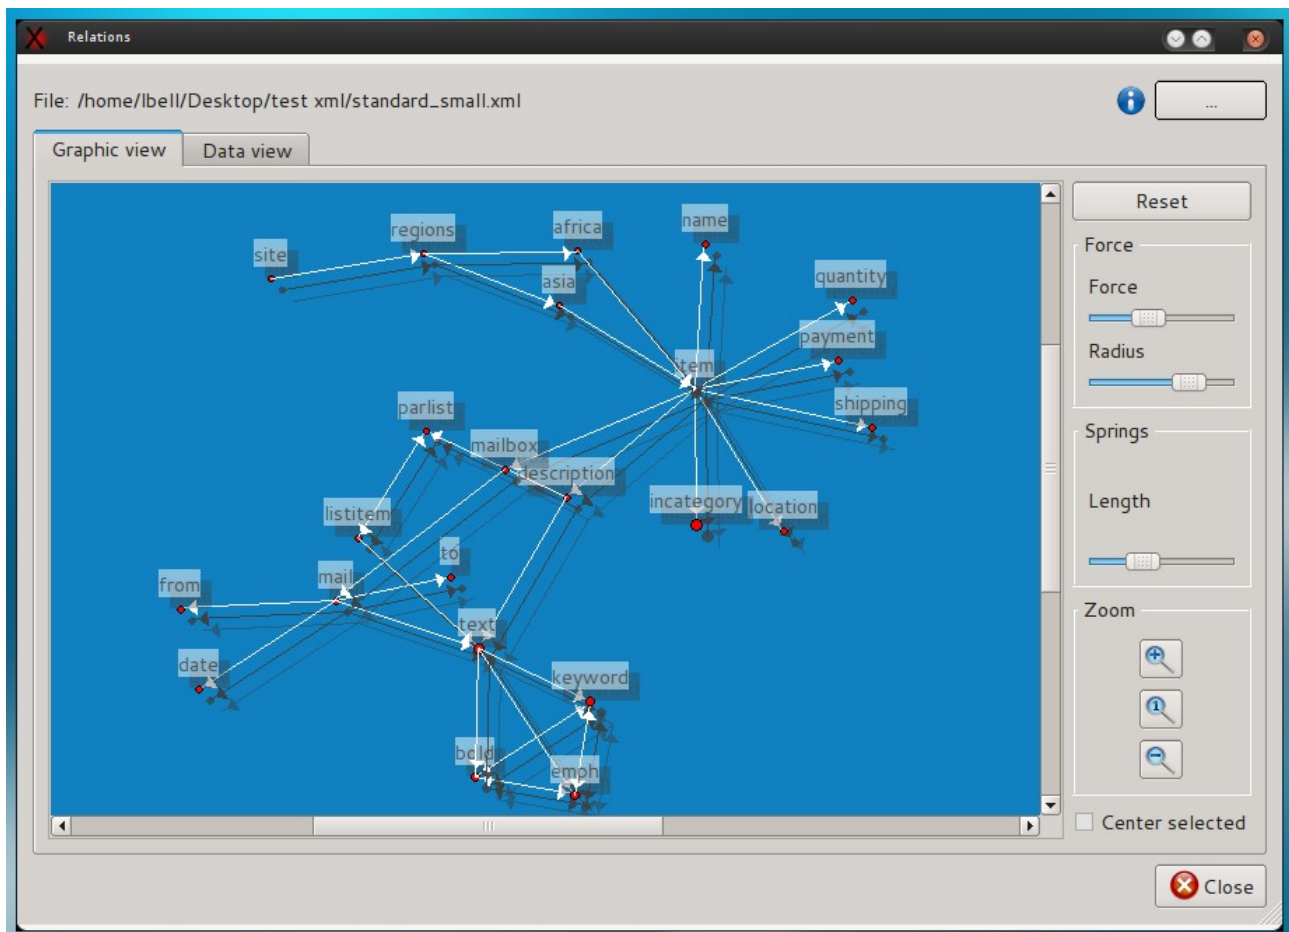 Relations
File: /home/lbell/Desktop/test xml/standard_small.xml
...
Graphic view
Data view
site
regions
africa
name
asia
quantity
payment
item
shipping
parlist
mailbox
description
incategory
location
listitem
to
mail
from
text
date
keyword
bold
emph
Reset
Force
Force
Radius
Springs
Length
Zoom
1
Center selected
Close